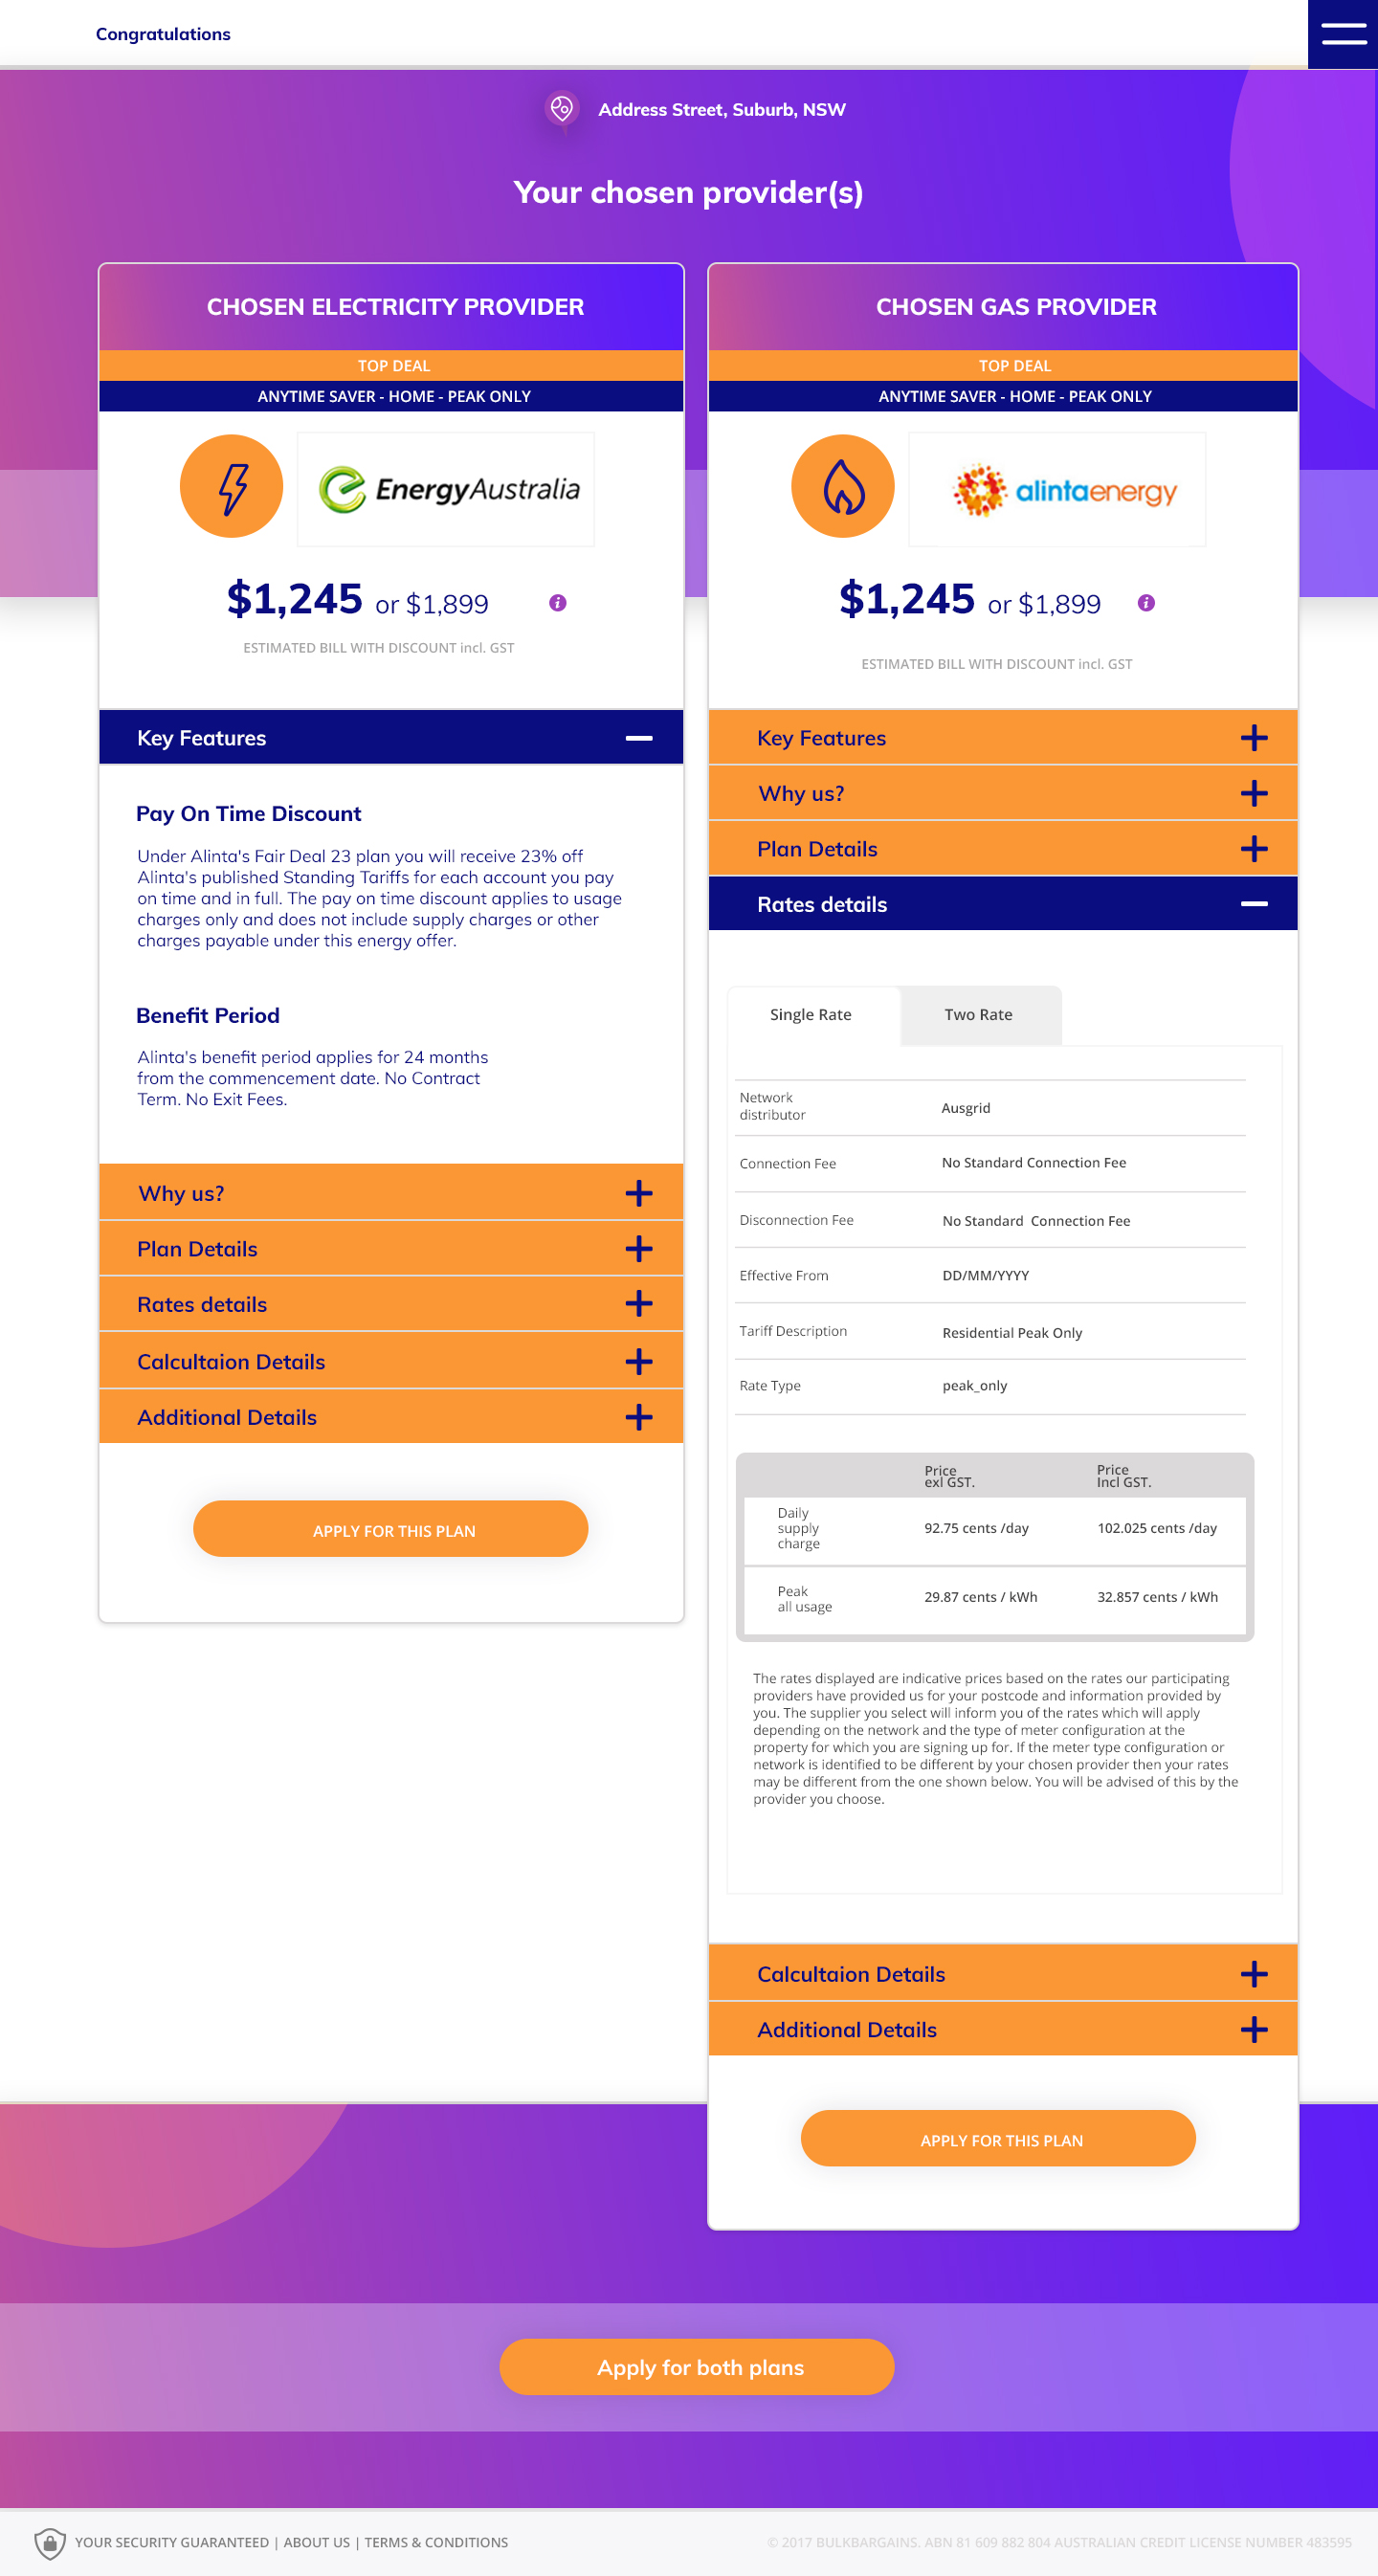 Congratulations
Address Street, Suburb, NSW
Your chosen provider(s)
CHOSEN ELECTRICITY PROVIDER
TOP DEAL
ANYTIME SAVER - HOME - PEAK ONLY
EnergyAustralia
$1,245 or $1,899
i
ESTIMATED BILL WITH DISCOUNT incl. GST
Key Features
Pay On Time Discount
Under Alinta's Fair Deal 23 plan you will receive 23% off
Alinta's published Standing Tariffs for each account you pay
on time and in full. The pay on time discount applies to usage
charges only and does not include supply charges or other
charges payable under this energy offer.
Benefit Period
Alinta's benefit period applies for 24 months
from the commencement date. No Contract
Term. No Exit Fees.
Why us?
Plan Details
Rates details
Calcultaion Details
Additional Details
APPLY FOR THIS PLAN
CHOSEN GAS PROVIDER
TOP DEAL
ANYTIME SAVER - HOME - PEAK ONLY
alintaenergy
$1,245 or $1,899
i
ESTIMATED BILL WITH DISCOUNT incl. GST
Key Features
Why us?
Plan Details
Rates details
Single Rate
Two Rate
Network
distributor
Ausgrid
Connection Fee
No Standard Connection Fee
Disconnection Fee
No Standard  Connection Fee
Effective From
DD/MM/YYYY
Tariff Description
Residential Peak Only
Rate Type
peak_only
Price
exl GST.
Price
Incl GST.
Daily
supply
charge
92.75 cents /day
102.025 cents /day
Peak
all usage
29.87 cents / kWh
32.857 cents / kWh
The rates displayed are indicative prices based on the rates our participating
providers have provided us for your postcode and information provided by
you. The supplier you select will inform you of the rates which will apply
depending on the network and the type of meter configuration at the
property for which you are signing up for. If the meter type configuration or
network is identified to be different by your chosen provider then your rates
may be different from the one shown below. You will be advised of this by the
provider you choose.
Calcultaion Details
Additional Details
APPLY FOR THIS PLAN
Apply for both plans
YOUR SECURITY GUARANTEED | ABOUT US | TERMS & CONDITIONS
© 2017 BULKBARGAINS. ABN 81 609 882 804 AUSTRALIAN CREDIT LICENSE NUMBER 483595